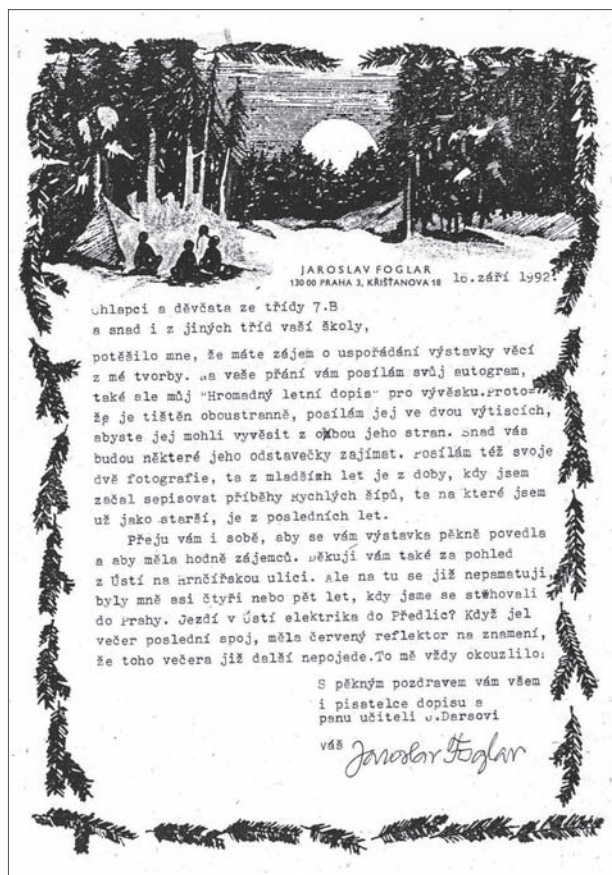 JAROSLAV FOGLAR
130 00 PRAHA 3, KŘIŠŤANOVA 18
16.září 1992.
Chlapci a děvčata ze třídy 7.B
a snad i z jiných tříd vaší školy,
potěšilo mne, že máte zájem o uspořádání výstavky věcí
z mé tvorby. Na vaše přání vám posílám svůj autogram,
také ale můj "Hromadný letní dopis" pro vývěsku.Proto=
že je tištěn oboustranně, posílám jej ve dvou výtiscích,
abyste jej mohli vyvěsit z obou jeho stran. Snad vás
budou některé jeho odstavečky zajímat. Posílám též svoje
dvě fotografie, ta z mladších let je z doby, kdy jsem
začal sepisovat příběhy Rychlých šípů, ta na které jsem
už jako starší, je z posledních let.
Přeju vám i sobě, aby se vám výstavka pěkně povedla
a aby měla hodně zájemců. Děkuji vám také za pohled
z Ústí na Hrnčířskou ulici. Ale na tu se již nepamatuji,
byly mně asi čtyři nebo pět let, kdy jsme se stěhovali
do Prahy. Jezdí v Ústí elektrika do Předlic? Když jel
večer poslední spoj, měla červený reflektor na znamení,
že toho večera již další nepojede.To mě vždy okouzlilo.
S pěkným pozdravem vám všem
i pisatelce dopisu a
panu učiteli J.Darsovi
váš
Jaroslav Foglar